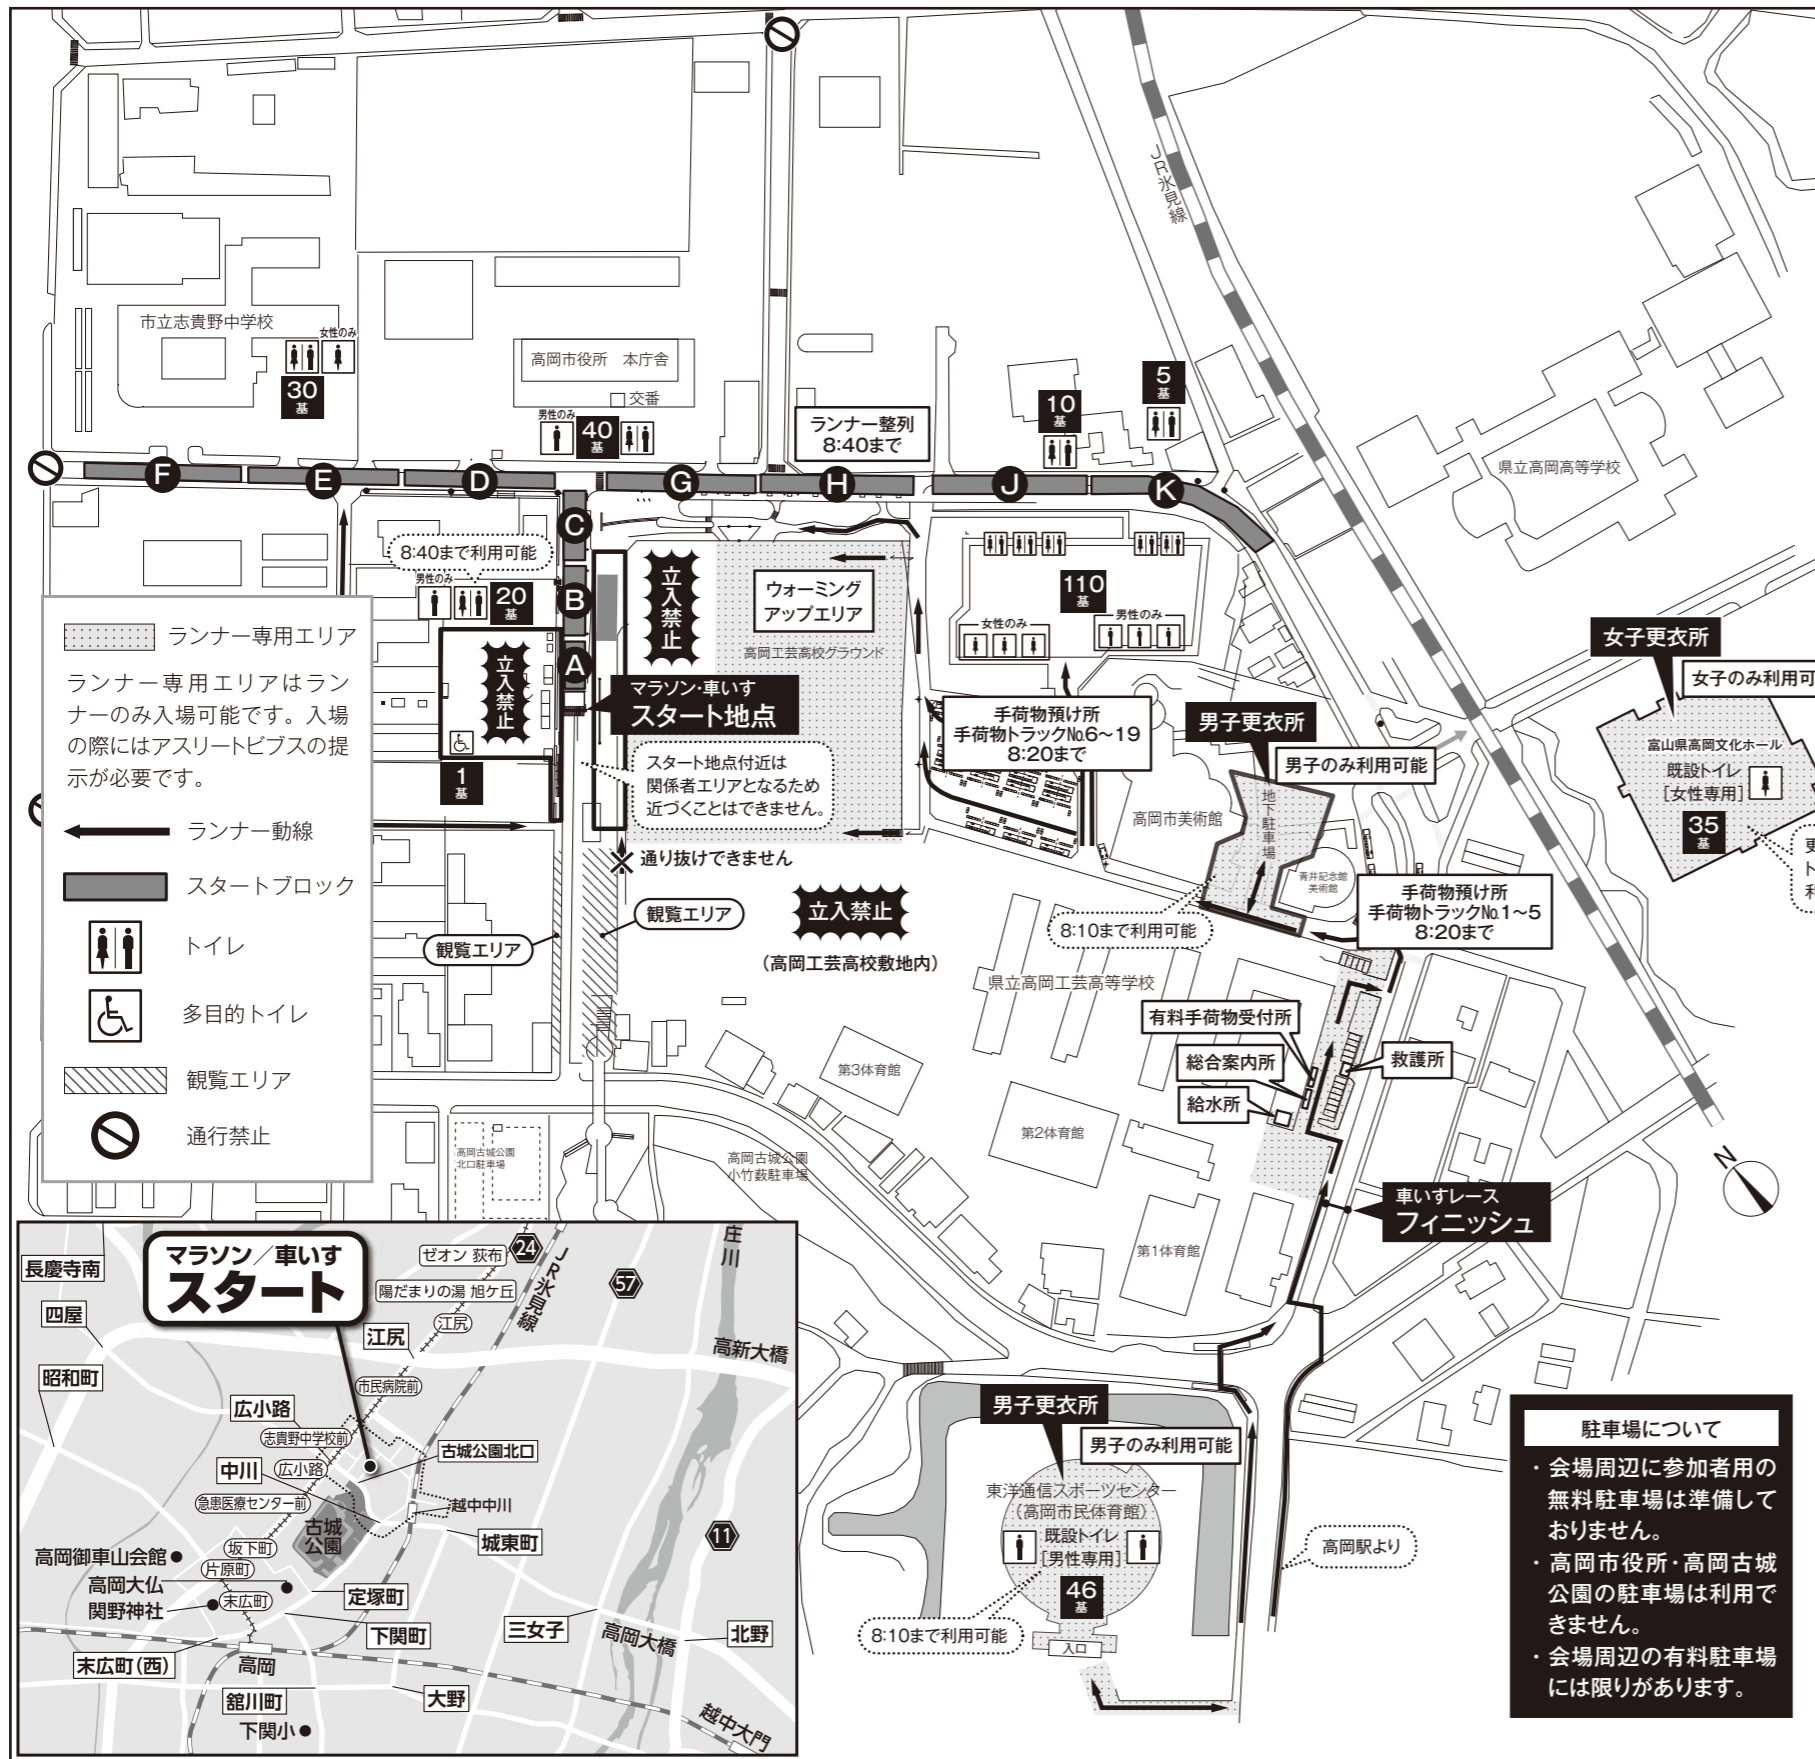 JR氷見線
市立志貴野中学校
女性のみ
30
基
高岡市役所 本庁舎
交番
男性のみ
40
基
ランナー整列
8:40まで
10
基
5
基
県立高岡高等学校
F
E
D
G
H
J
K
C
B
A
8:40まで利用可能
男性のみ
20
基
立入禁止
立入禁止
1
基
ウォーミング
アップエリア
高岡工芸高校グラウンド
110
基
女性のみ
男性のみ
マラソン・車いす
スタート地点
スタート地点付近は
関係者エリアとなるため
近づくことはできません。
通り抜けできません
手荷物預け所
手荷物トラックNo.6～19
8:20まで
男子更衣所
男子のみ利用可能
地下駐車場
高岡市美術館
青井記念館
美術館
8:10まで利用可能
女子更衣所
女子のみ利用可
富山県高岡文化ホール
既設トイレ
[女性専用]
35
基
更
ト
利
手荷物預け所
手荷物トラックNo.1～5
8:20まで
ランナー専用エリア
ランナー専用エリアはラン
ナーのみ入場可能です。入場
の際にはアスリートビブスの提
示が必要です。
ランナー動線
スタートブロック
トイレ
多目的トイレ
観覧エリア
通行禁止
観覧エリア
観覧エリア
立入禁止
(高岡工芸高校敷地内)
県立高岡工芸高等学校
有料手荷物受付所
総合案内所
給水所
救護所
第3体育館
第2体育館
第1体育館
高岡古城公園
北口駐車場
高岡古城公園
小竹薮駐車場
N
車いすレース
フィニッシュ
男子更衣所
男子のみ利用可能
東洋通信スポーツセンター
(高岡市民体育館)
既設トイレ
[男性専用]
46
基
8:10まで利用可能
入口
高岡駅より
駐車場について
・会場周辺に参加者用の
無料駐車場は準備して
おりません。
・高岡市役所・高岡古城
公園の駐車場は利用で
きません。
・会場周辺の有料駐車場
には限りがあります。
マラソン／車いす
スタート
長慶寺南
四屋
昭和町
ゼオン 荻布
24
JR氷見線
57
庄川
陽だまりの湯 旭ケ丘
江尻
江尻
高新大橋
市民病院前
広小路
志貴野中学校前
古城公園北口
中川
広小路
急患医療センター前
越中中川
古城
公園
城東町
11
高岡御車山会館
坂下町
片原町
高岡大仏
定塚町
関野神社
末広町
下関町
三女子
高岡大橋
北野
末広町(西)
高岡
舘川町
大野
下関小
越中大門